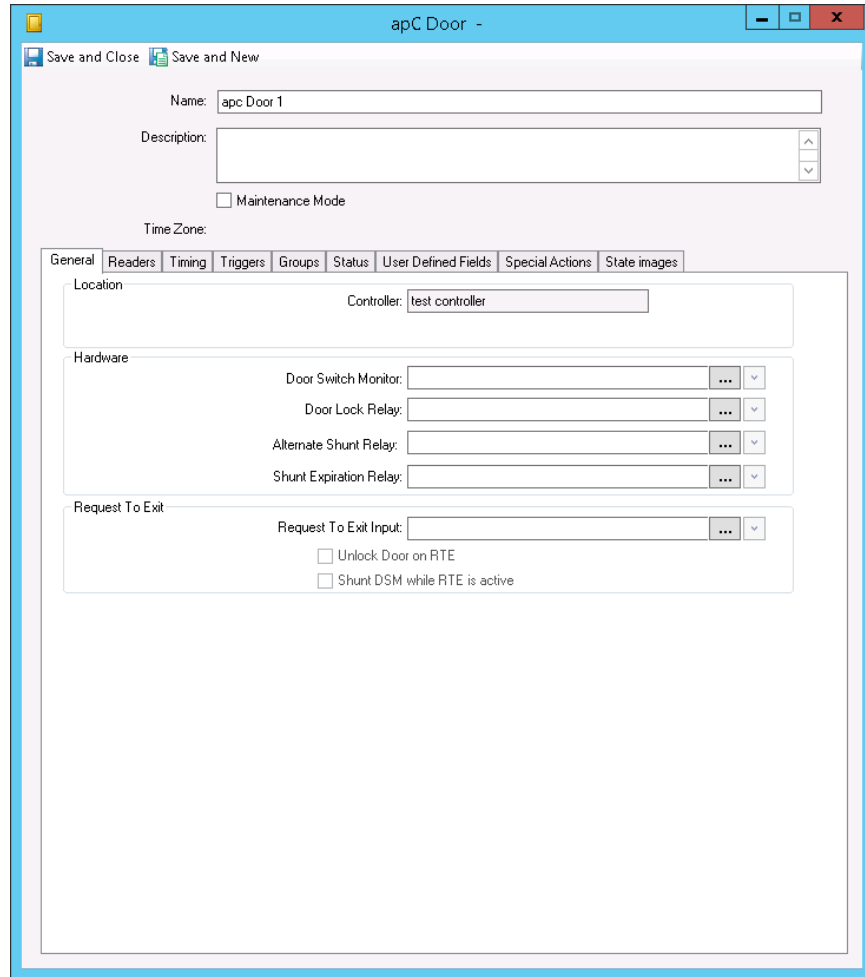 apC Door -
Save and Close Save and New
Name: apc Door 1
Description:
Maintenance Mode
Time Zone:
General Readers Timing Triggers Groups Status User Defined Fields Special Actions State images
Location
Controller: test controller
Hardware
Door Switch Monitor: ...
Door Lock Relay: ...
Alternate Shunt Relay: ...
Shunt Expiration Relay: ...
Request To Exit
Request To Exit Input: ...
Unlock Door on RTE
Shunt DSM while RTE is active